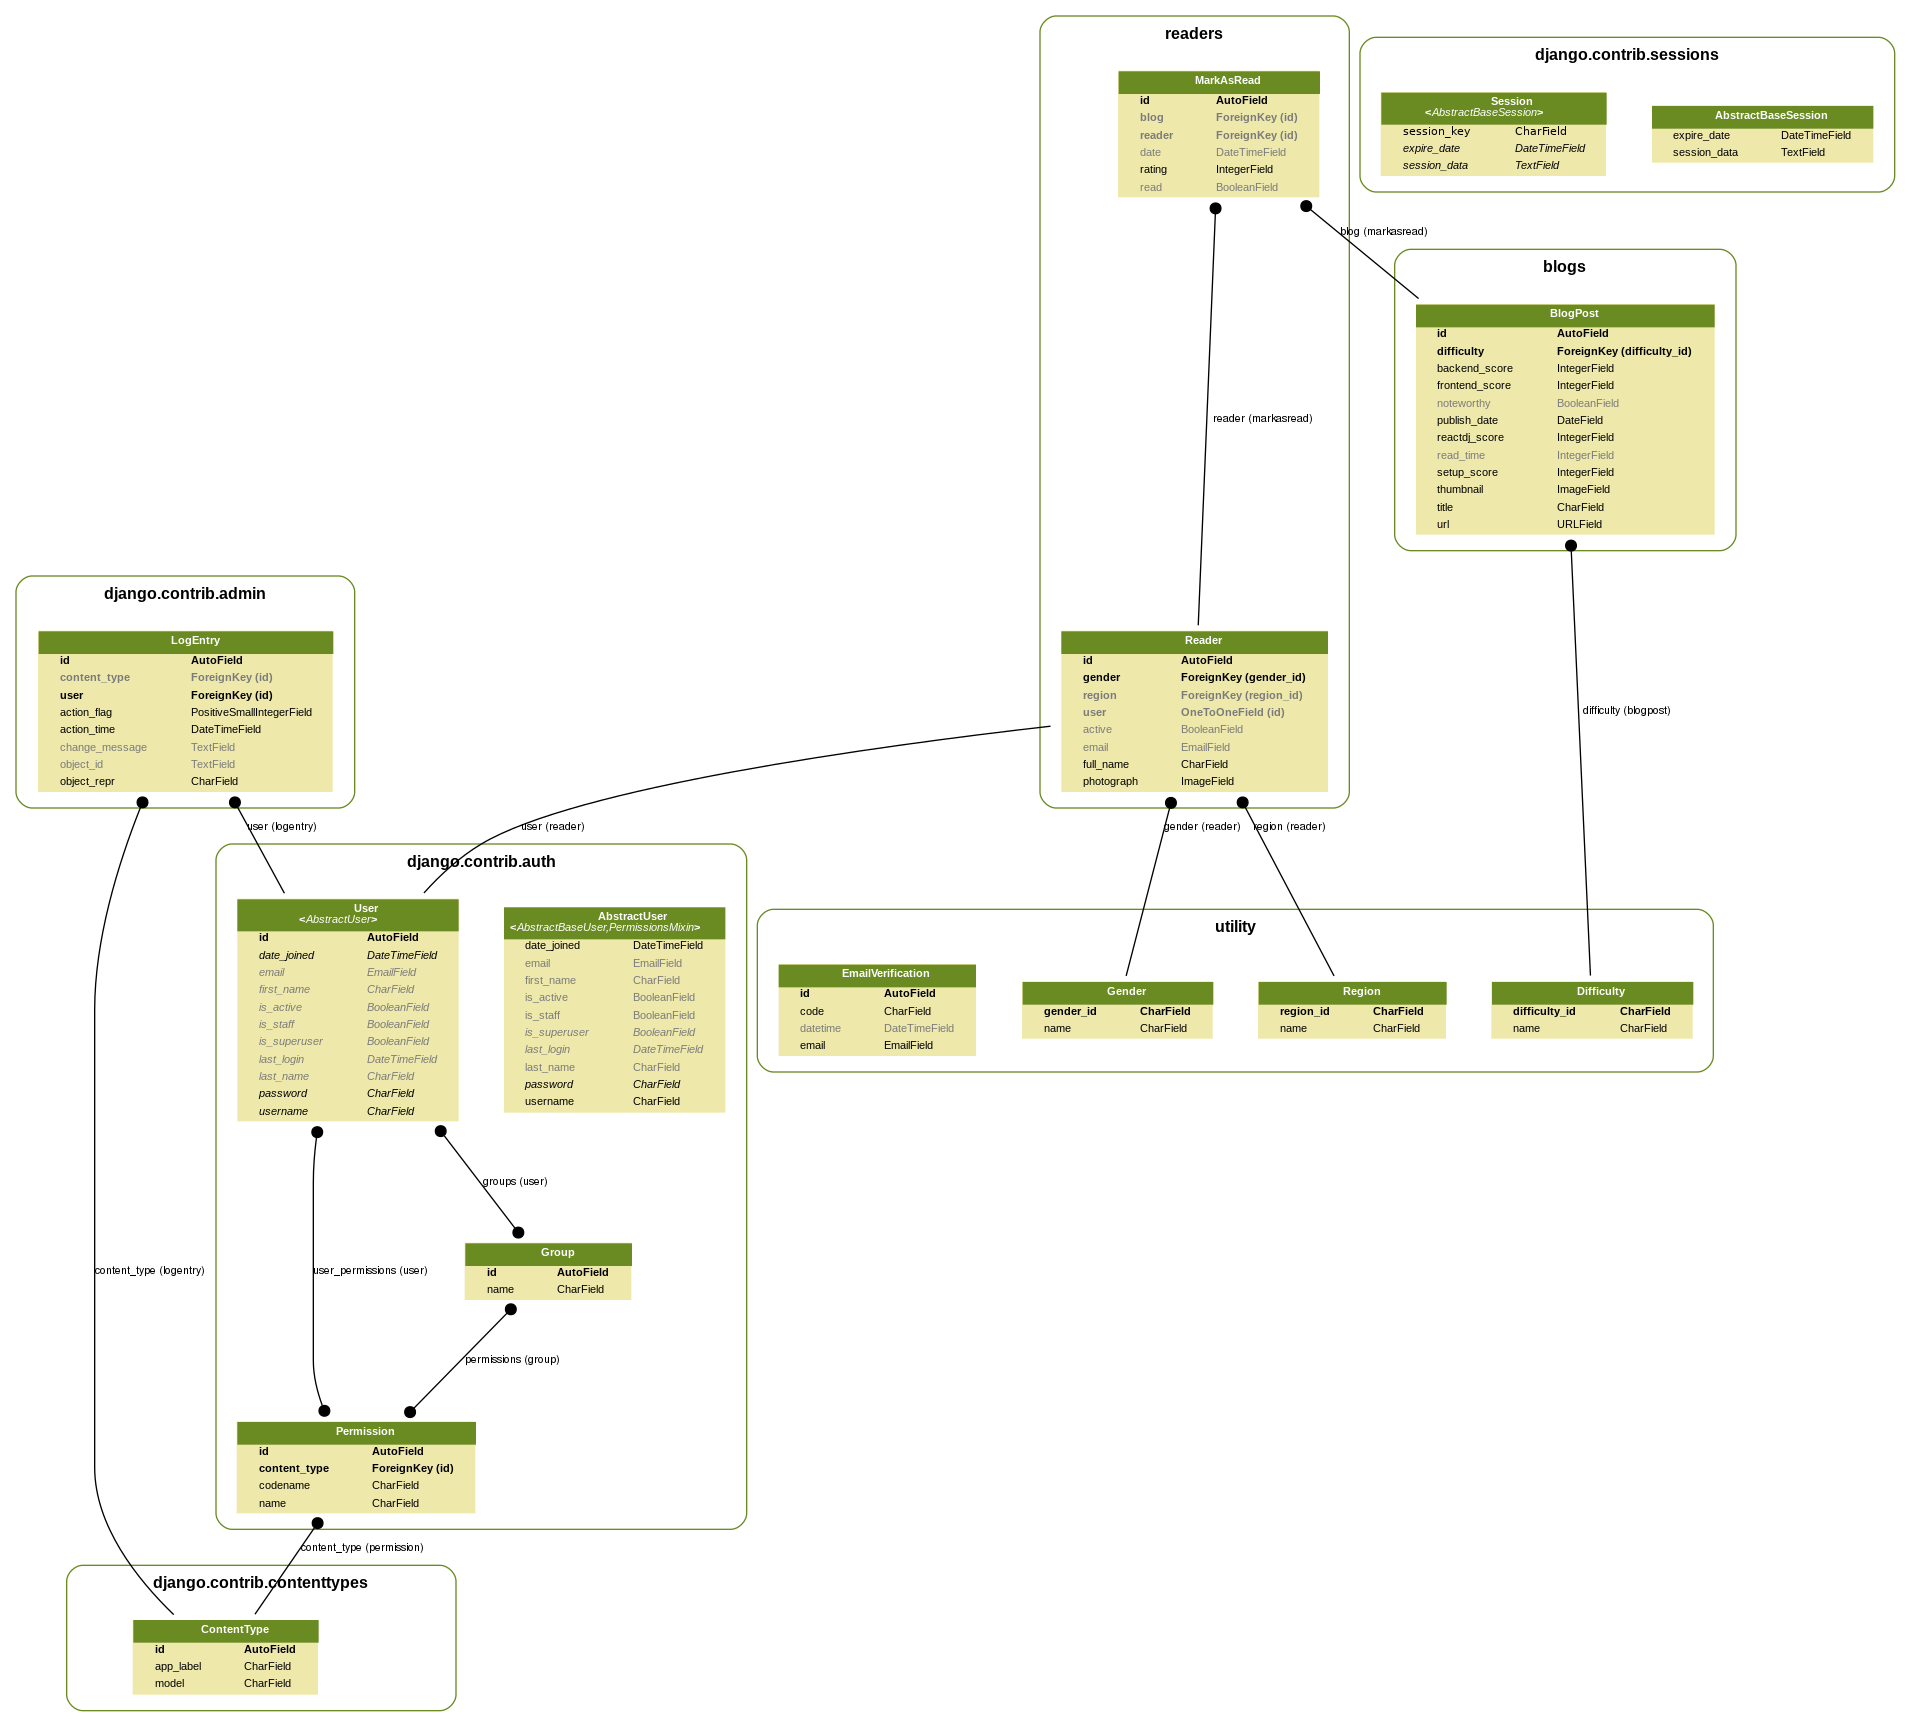 readers
MarkAsRead
id AutoField
blog ForeignKey (id)
reader ForeignKey (id)
date DateTimeField
rating IntegerField
read BooleanField
django.contrib.sessions
Session
<AbstractBaseSession>
session_key CharField
expire_date DateTimeField
session_data TextField
AbstractBaseSession
expire_date DateTimeField
session_data TextField
blog (markasread)
blogs
BlogPost
id AutoField
difficulty ForeignKey (difficulty_id)
backend_score IntegerField
frontend_score IntegerField
noteworthy BooleanField
publish_date DateField
reactdj_score IntegerField
read_time IntegerField
setup_score IntegerField
thumbnail ImageField
title CharField
url URLField
reader (markasread)
django.contrib.admin
LogEntry
id AutoField
content_type ForeignKey (id)
user ForeignKey (id)
action_flag PositiveSmallIntegerField
action_time DateTimeField
change_message TextField
object_id TextField
object_repr CharField
Reader
id AutoField
gender ForeignKey (gender_id)
region ForeignKey (region_id)
user OneToOneField (id)
active BooleanField
email EmailField
full_name CharField
photograph ImageField
difficulty (blogpost)
user (logentry)
user (reader)
gender (reader)
region (reader)
django.contrib.auth
User
<AbstractUser>
id AutoField
date_joined DateTimeField
email EmailField
first_name CharField
is_active BooleanField
is_staff BooleanField
is_superuser BooleanField
last_login DateTimeField
last_name CharField
password CharField
username CharField
AbstractUser
<AbstractBaseUser,PermissionsMixin>
date_joined DateTimeField
email EmailField
first_name CharField
is_active BooleanField
is_staff BooleanField
is_superuser BooleanField
last_login DateTimeField
last_name CharField
password CharField
username CharField
utility
EmailVerification
id AutoField
code CharField
datetime DateTimeField
email EmailField
Gender
gender_id CharField
name CharField
Region
region_id CharField
name CharField
Difficulty
difficulty_id CharField
name CharField
groups (user)
content_type (logentry)
user_permissions (user)
Group
id AutoField
name CharField
permissions (group)
Permission
id AutoField
content_type ForeignKey (id)
codename CharField
name CharField
content_type (permission)
django.contrib.contenttypes
ContentType
id AutoField
app_label CharField
model CharField